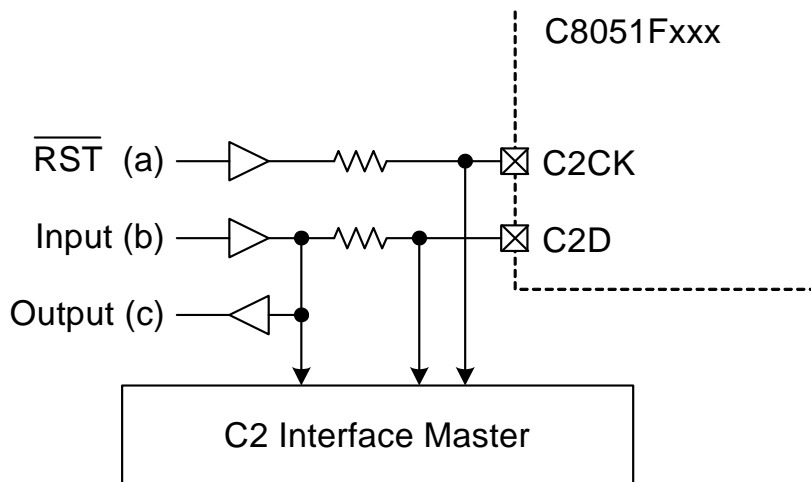 C8051Fxxx
RST (a)
C2CK
Input (b)
C2D
Output (c)
C2 Interface Master